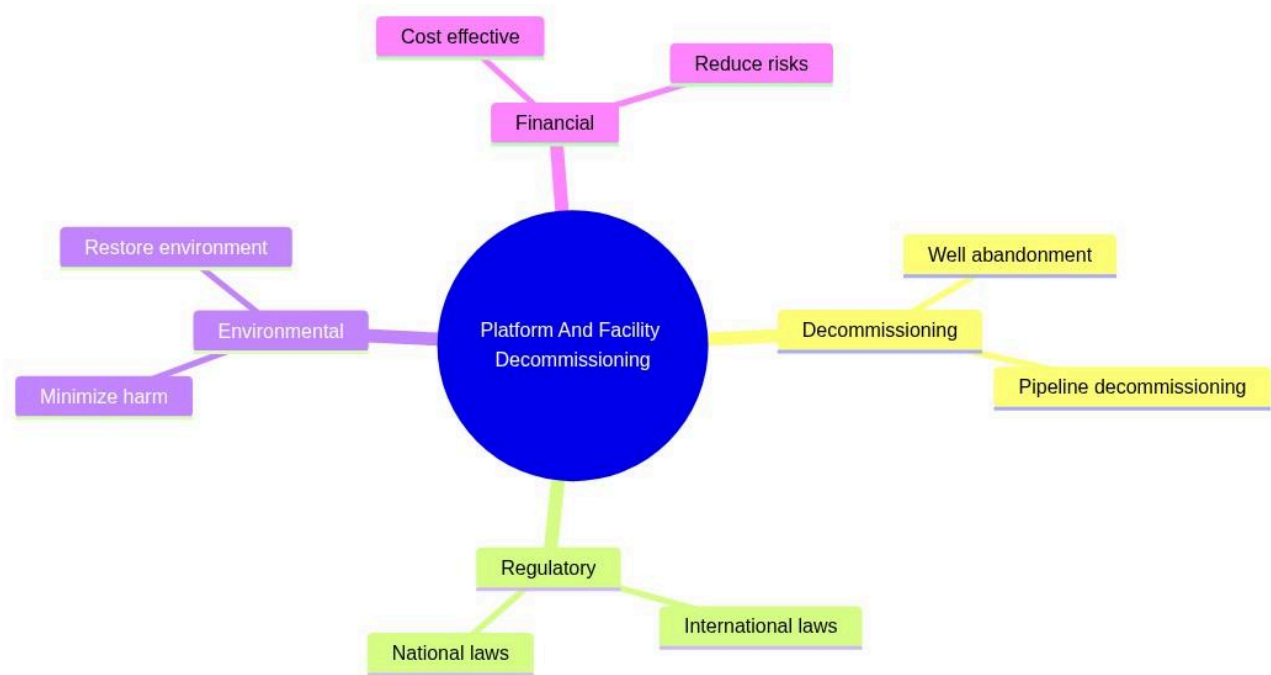 Cost effective
Reduce risks
Financial
Restore environment
Well abandonment
Environmental
Platform And Facility
Decommissioning
Decommissioning
Minimize harm
Pipeline decommissioning
Regulatory
International laws
National laws